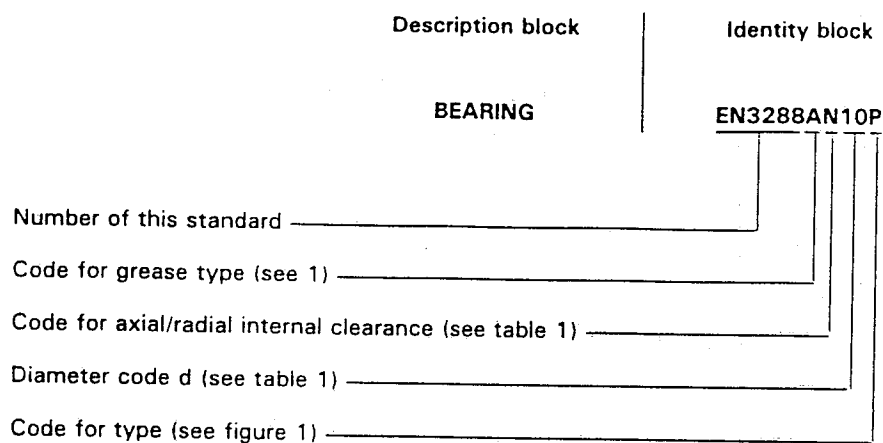 Description block
Identity block
BEARING
EN3288AN10P
Number of this standard
Code for grease type (see 1)
Code for axial/radial internal clearance (see table 1)
Diameter code d (see table 1)
Code for type (see figure 1)